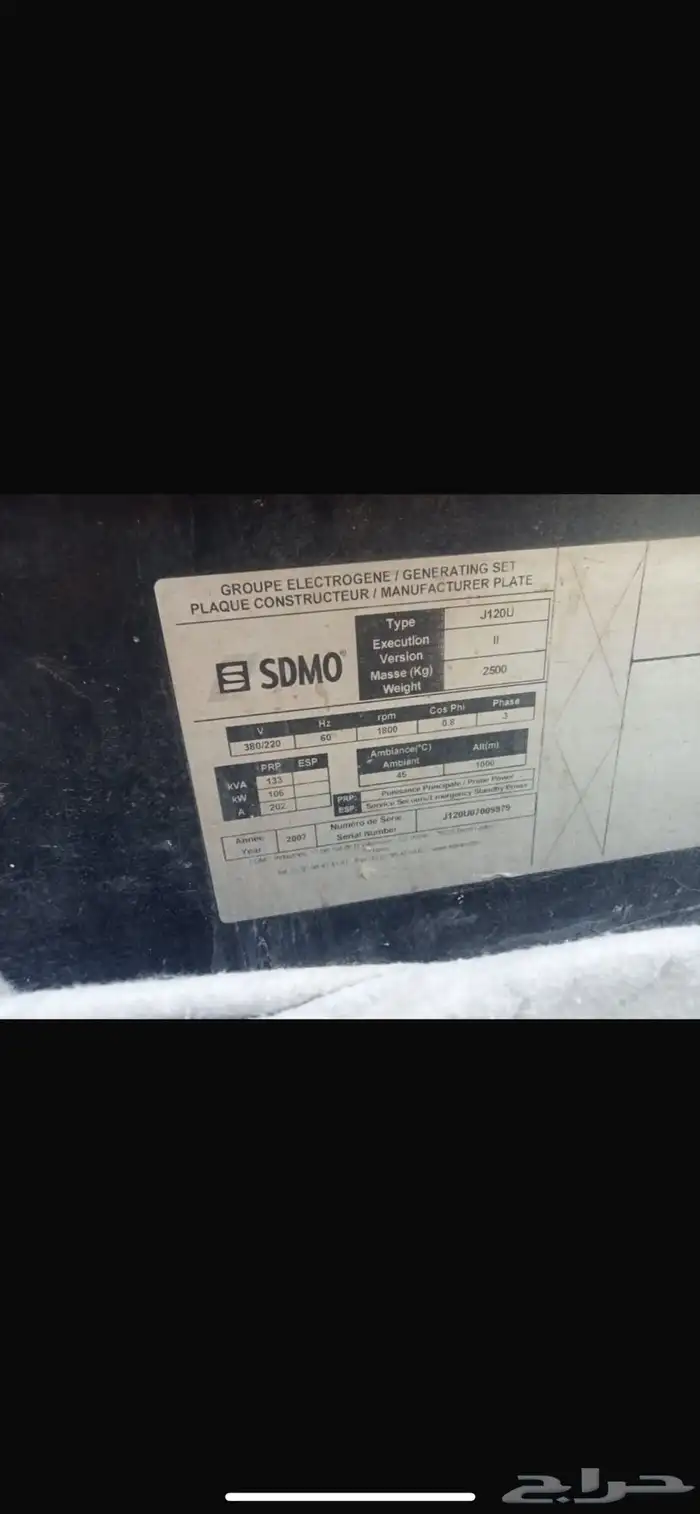 GROUPE ELECTROGENE / GENERATING SET
PLAQUE CONSTRUCTEUR / MANUFACTURER PLATE
SDMO®
Type J120U
Execution Version II
Masse (Kg) Weight 2500
V Hz rpm Cos Phi Phase
380/220 60 1800 0.8 3
PRP ESP
kVA 133
kW 106
A 202
Ambiance(°C) Ambient Alt(m)
45 1000
PRP: Puissance Principale / Prime Power
ESP: Service Secours/Emergency Standby Power
Année Year 2007 Numéro de Série Serial Number
حراج